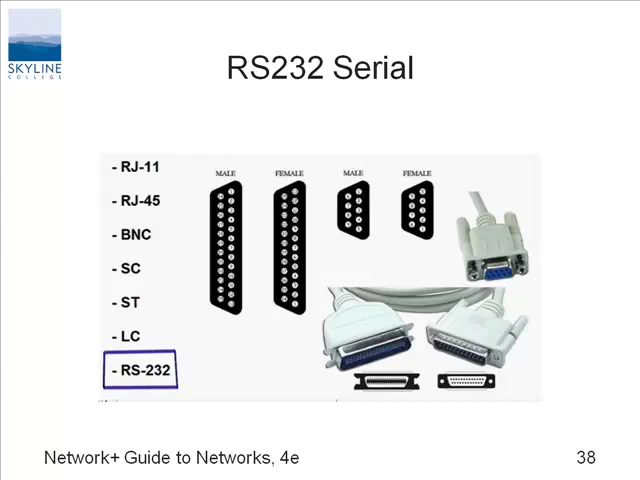 SKYLINE
COLLEGE
RS232 Serial
- RJ-11
- RJ-45
- BNC
- SC
- ST
- LC
- RS-232
MALE
FEMALE
MALE
FEMALE
Network+ Guide to Networks, 4e
38